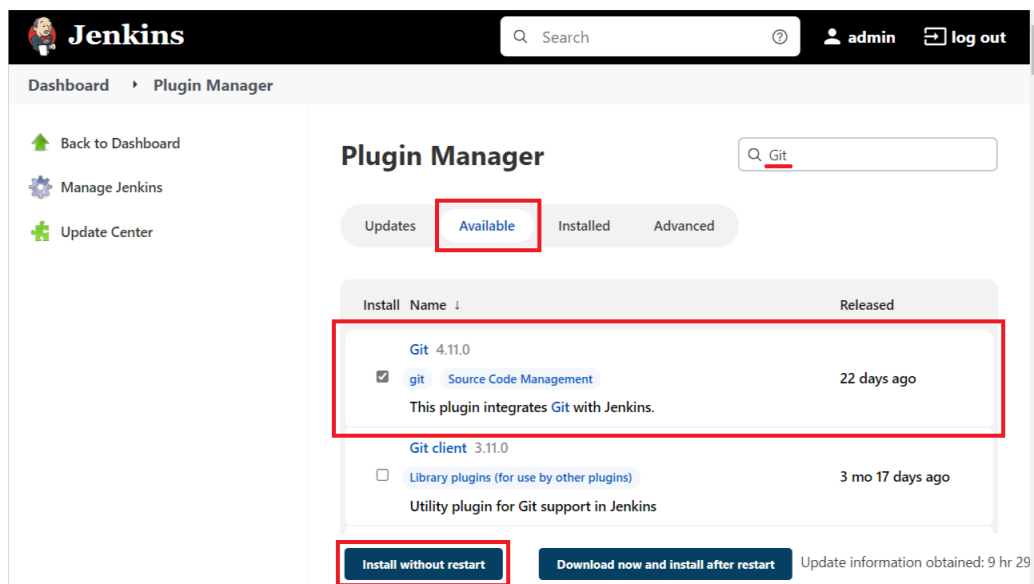 Jenkins
Search
admin
log out
Dashboard
Plugin Manager
Back to Dashboard
Manage Jenkins
Update Center
Plugin Manager
Git
Updates Available Installed Advanced
Install Name ↓ Released
Git 4.11.0
git Source Code Management
22 days ago
This plugin integrates Git with Jenkins.
Git client 3.11.0
Library plugins (for use by other plugins)
3 mo 17 days ago
Utility plugin for Git support in Jenkins
Install without restart
Download now and install after restart
Update information obtained: 9 hr 29